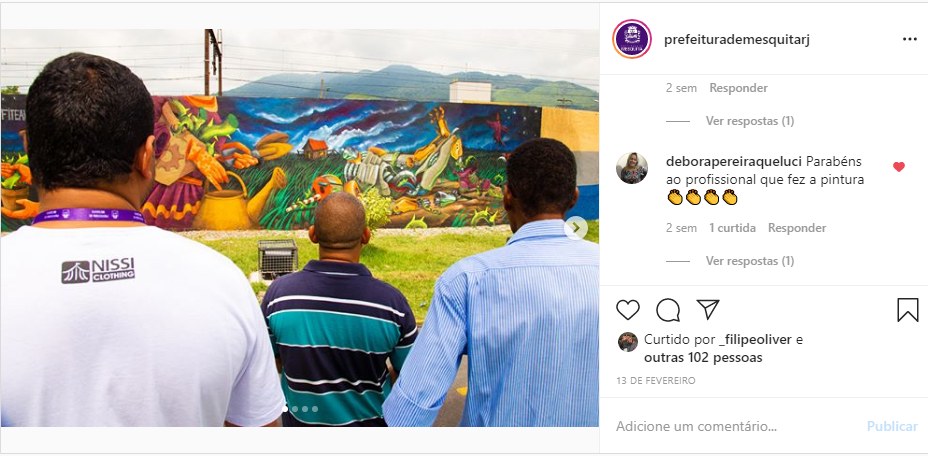 FITEAM
NISSI
CLOTHING
prefeiturademesquitarj
2 sem Responder
Ver respostas (1)
deborapereiraqueluci Parabéns
ao profissional que fez a pintura
👏👏👏👏
2 sem 1 curtida Responder
Ver respostas (1)
Curtido por _filipeoliver e
outras 102 pessoas
13 DE FEVEREIRO
Adicione um comentário... Publicar